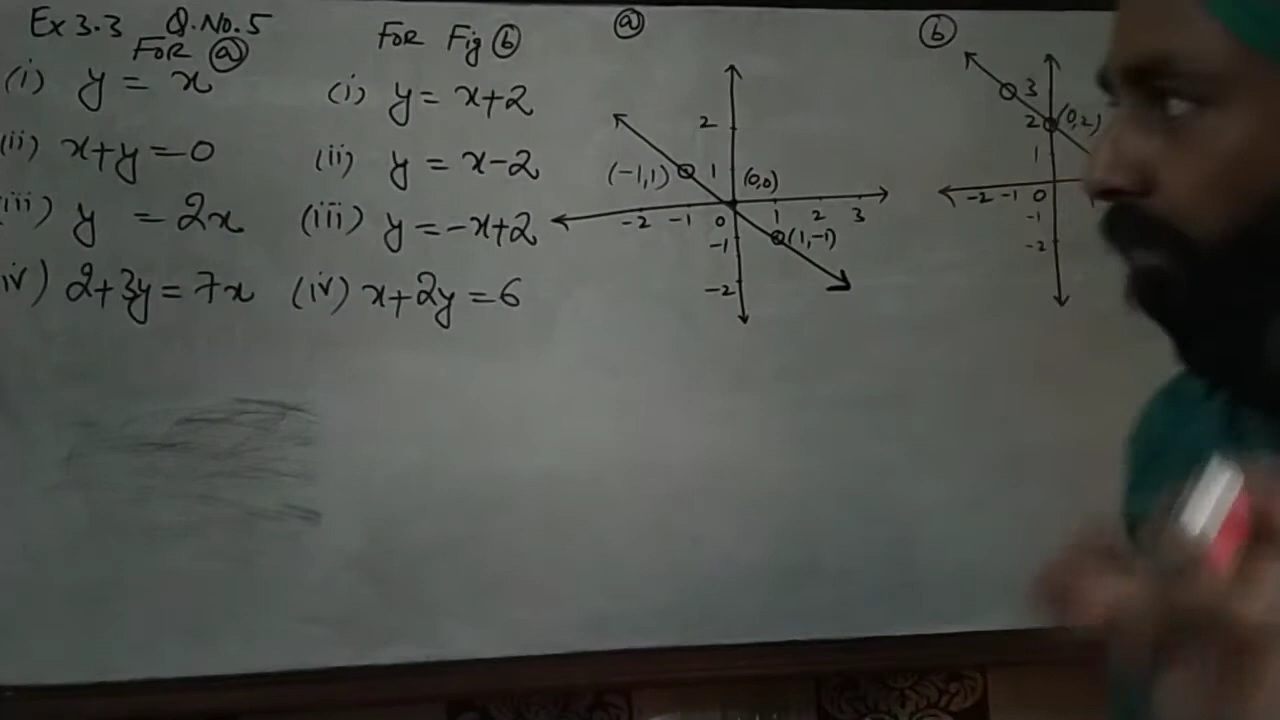 Ex 3.3 Q.No.5
FOR ⓐ
(i) y = x
(ii) x+y=0
(iii) y = 2x
(iv) 2+3y = 7x
FOR Fig ⓑ
(i) y = x+2
(ii) y = x-2
(iii) y = -x+2
(iv) x+2y = 6
ⓐ
2
(-1,1) 1 (0,0)
-2 -1 0 1 2 3
-1 (1,-1)
-2
ⓑ
3
2 (0,2)
1
-2 -1 0
-1
-2